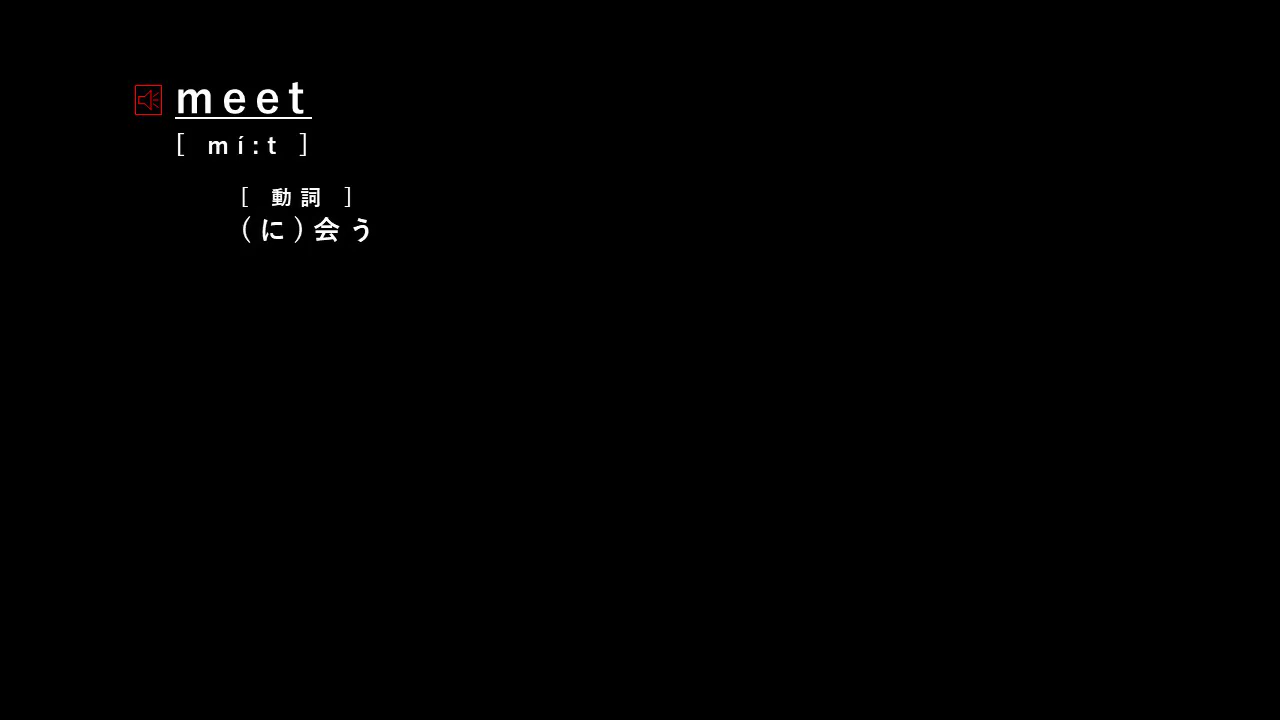 meet
[ mí:t ]
[ 動詞 ]
(に)会う